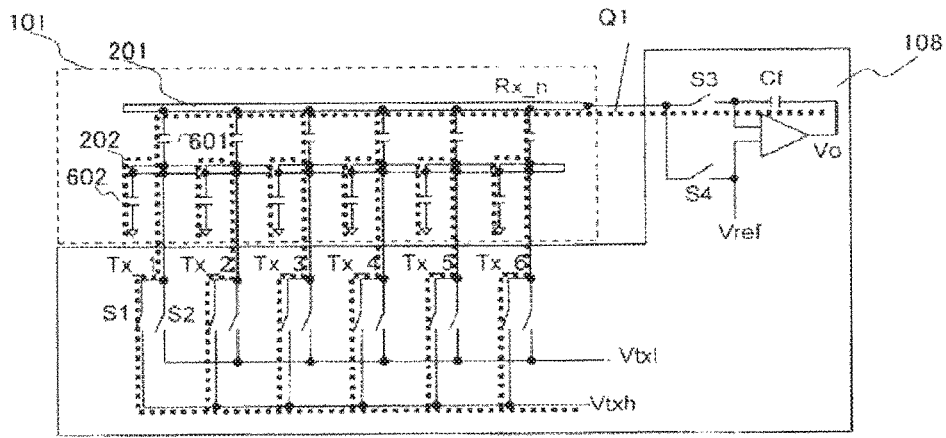 101
201
Q1
108
Rx_n
S3
Cf
601
202
602
Vo
S4
Vref
Tx_1
Tx_2
Tx_3
Tx_4
Tx_5
Tx_6
S1
S2
Vtxl
Vtxh